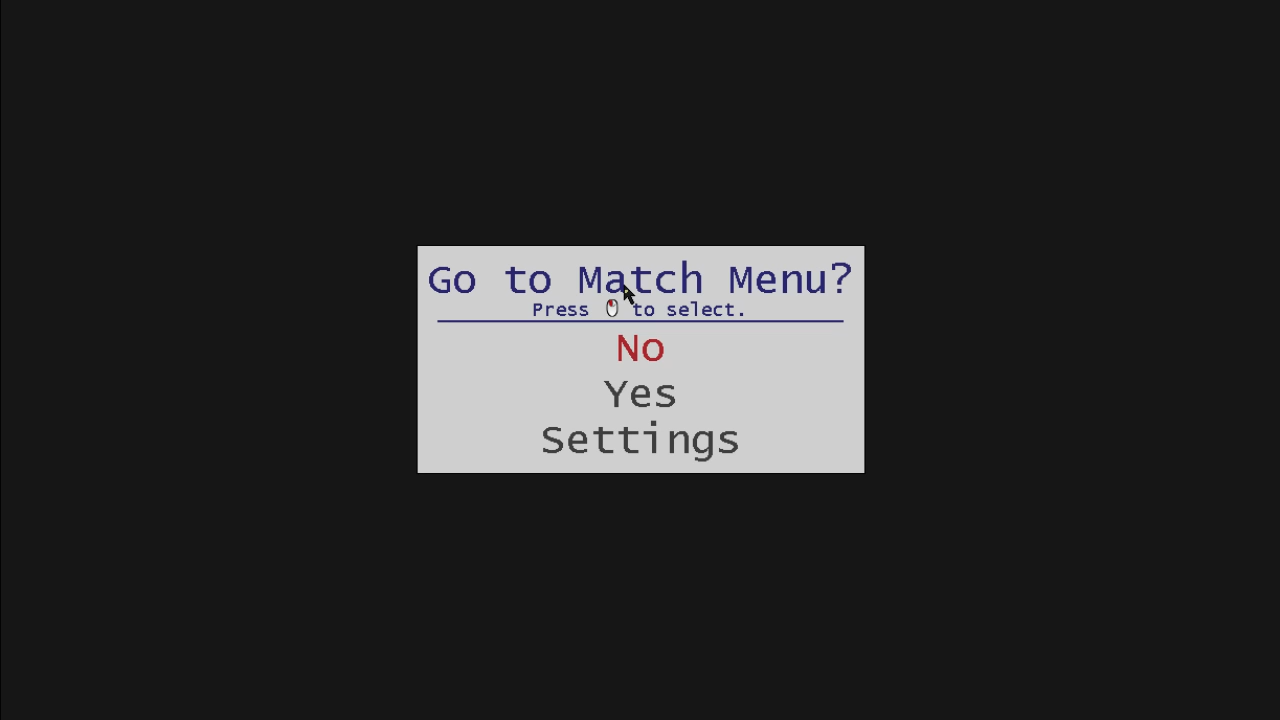 Go to Match Menu?
Press to select.
No
Yes
Settings